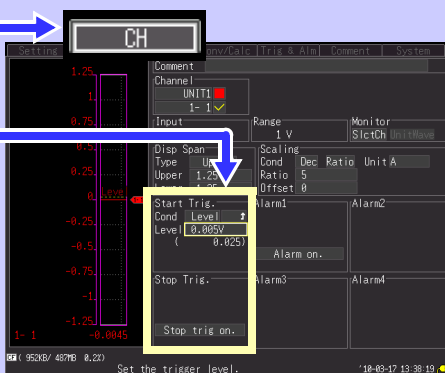 CH
Setting onv/Calc Trig & Alm Comment System
Comment
Channel
UNIT1
1- 1
Input Range Monitor
1 V SlctCh UnitWave
Disp Span Scaling
Type Cond Dec Ratio Unit A
Upper 1.25 Ratio 5
Offset 0
Start Trig. Alarm1 Alarm2
Cond Level
Level 0.005V
( 0.025)
Alarm on.
Stop Trig. Alarm3 Alarm4
Stop trig on.
1.25
1
0.75
0.5
0.25
0 Level
-0.25
-0.5
-0.75
-1
-1.25
1- 1 -0.0045
CF ( 952KB/ 487MB 0.2%)
Set the trigger level. '10-03-17 13:38:19